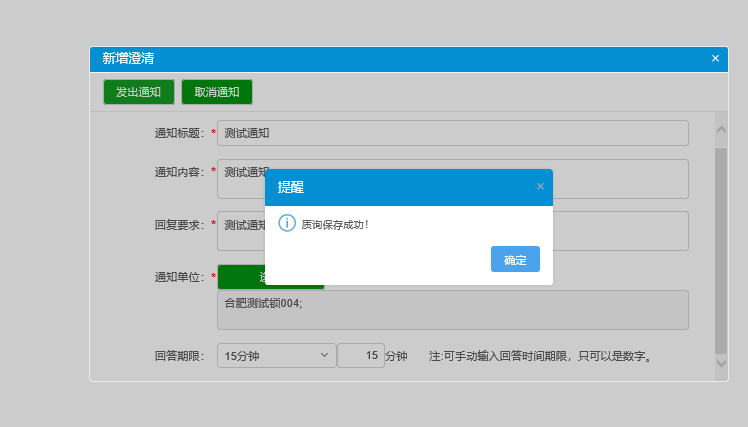 新增澄清
×
发出通知 取消通知
通知标题：* 测试通知
通知内容：* 测试通知
提醒 ×
质询保存成功！
确定
回复要求：* 测试通知
通知单位：*
合肥测试锁004;
回答期限： 15分钟 15 分钟 注:可手动输入回答时间期限，只可以是数字。